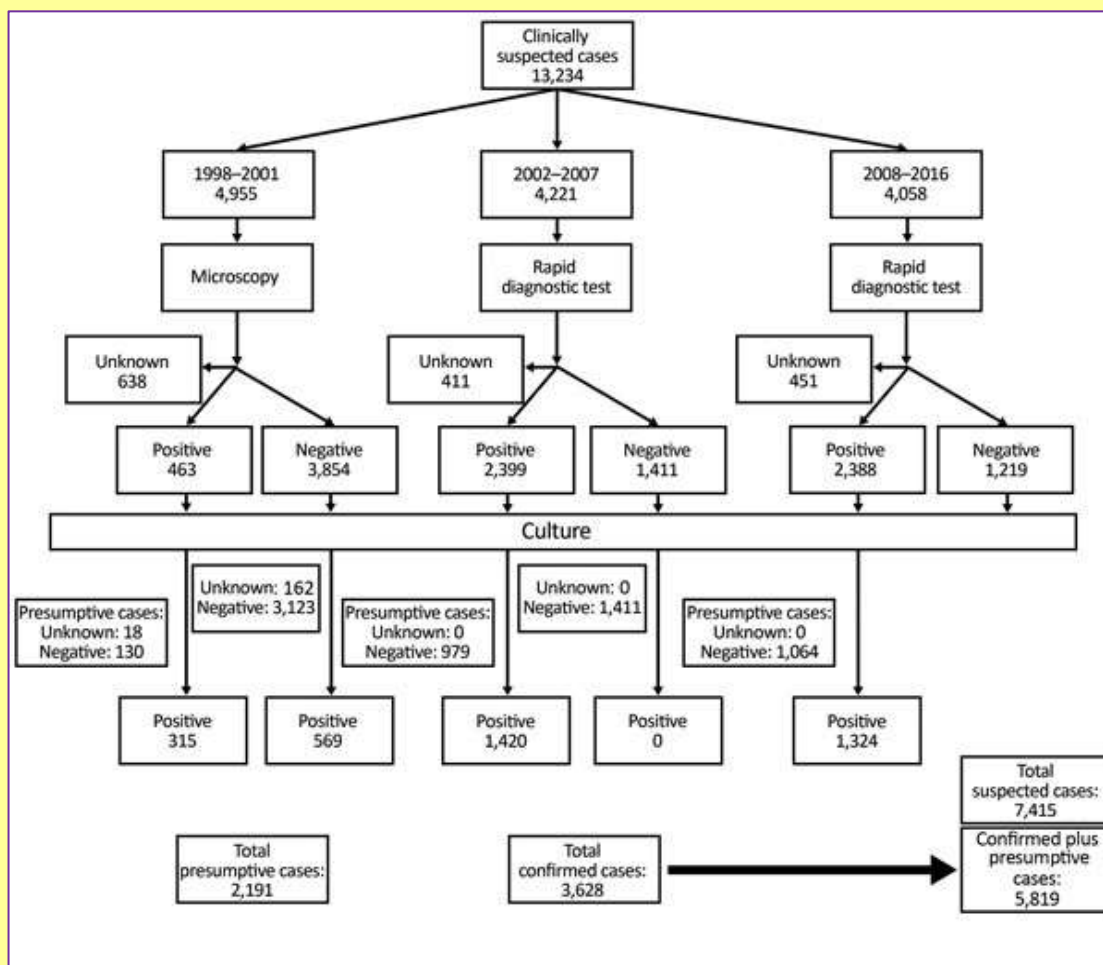 Clinically
suspected cases
13,234
1998–2001
4,955
2002–2007
4,221
2008–2016
4,058
Microscopy
Rapid
diagnostic test
Rapid
diagnostic test
Unknown
638
Unknown
411
Unknown
451
Positive
463
Negative
3,854
Positive
2,399
Negative
1,411
Positive
2,388
Negative
1,219
Culture
Presumptive cases:
Unknown: 18
Negative: 130
Unknown: 162
Negative: 3,123
Presumptive cases:
Unknown: 0
Negative: 979
Unknown: 0
Negative: 1,411
Presumptive cases:
Unknown: 0
Negative: 1,064
Positive
315
Positive
569
Positive
1,420
Positive
0
Positive
1,324
Total
suspected cases:
7,415
Total
presumptive cases:
2,191
Total
confirmed cases:
3,628
Confirmed plus
presumptive
cases:
5,819